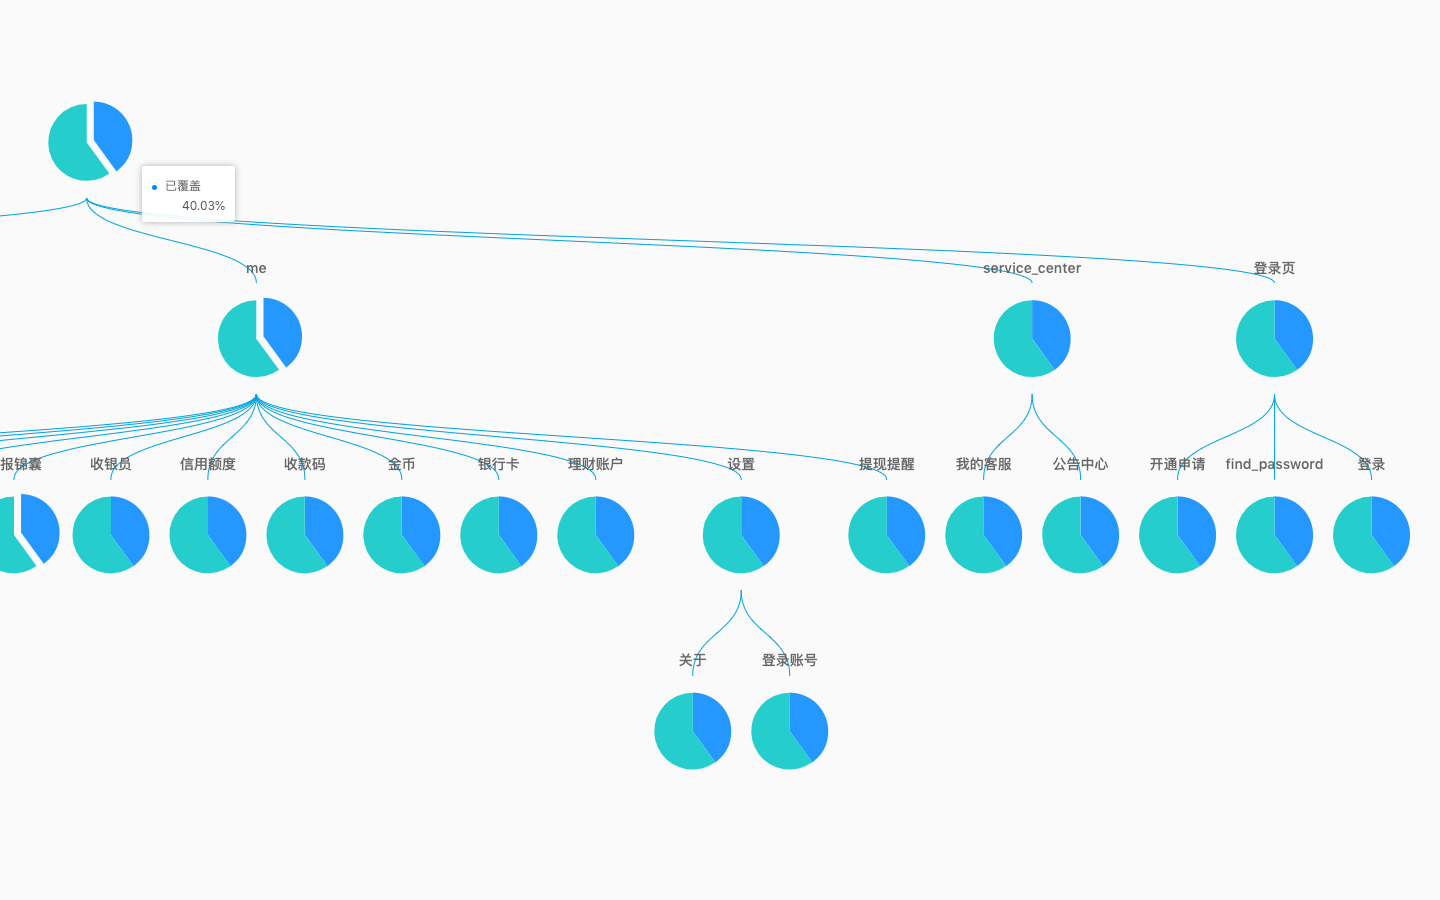 已覆盖
40.03%
me
service_center
登录页
报锦囊
收银员
信用额度
收款码
金币
银行卡
理财账户
设置
提现提醒
我的客服
公告中心
开通申请
find_password
登录
关于
登录账号